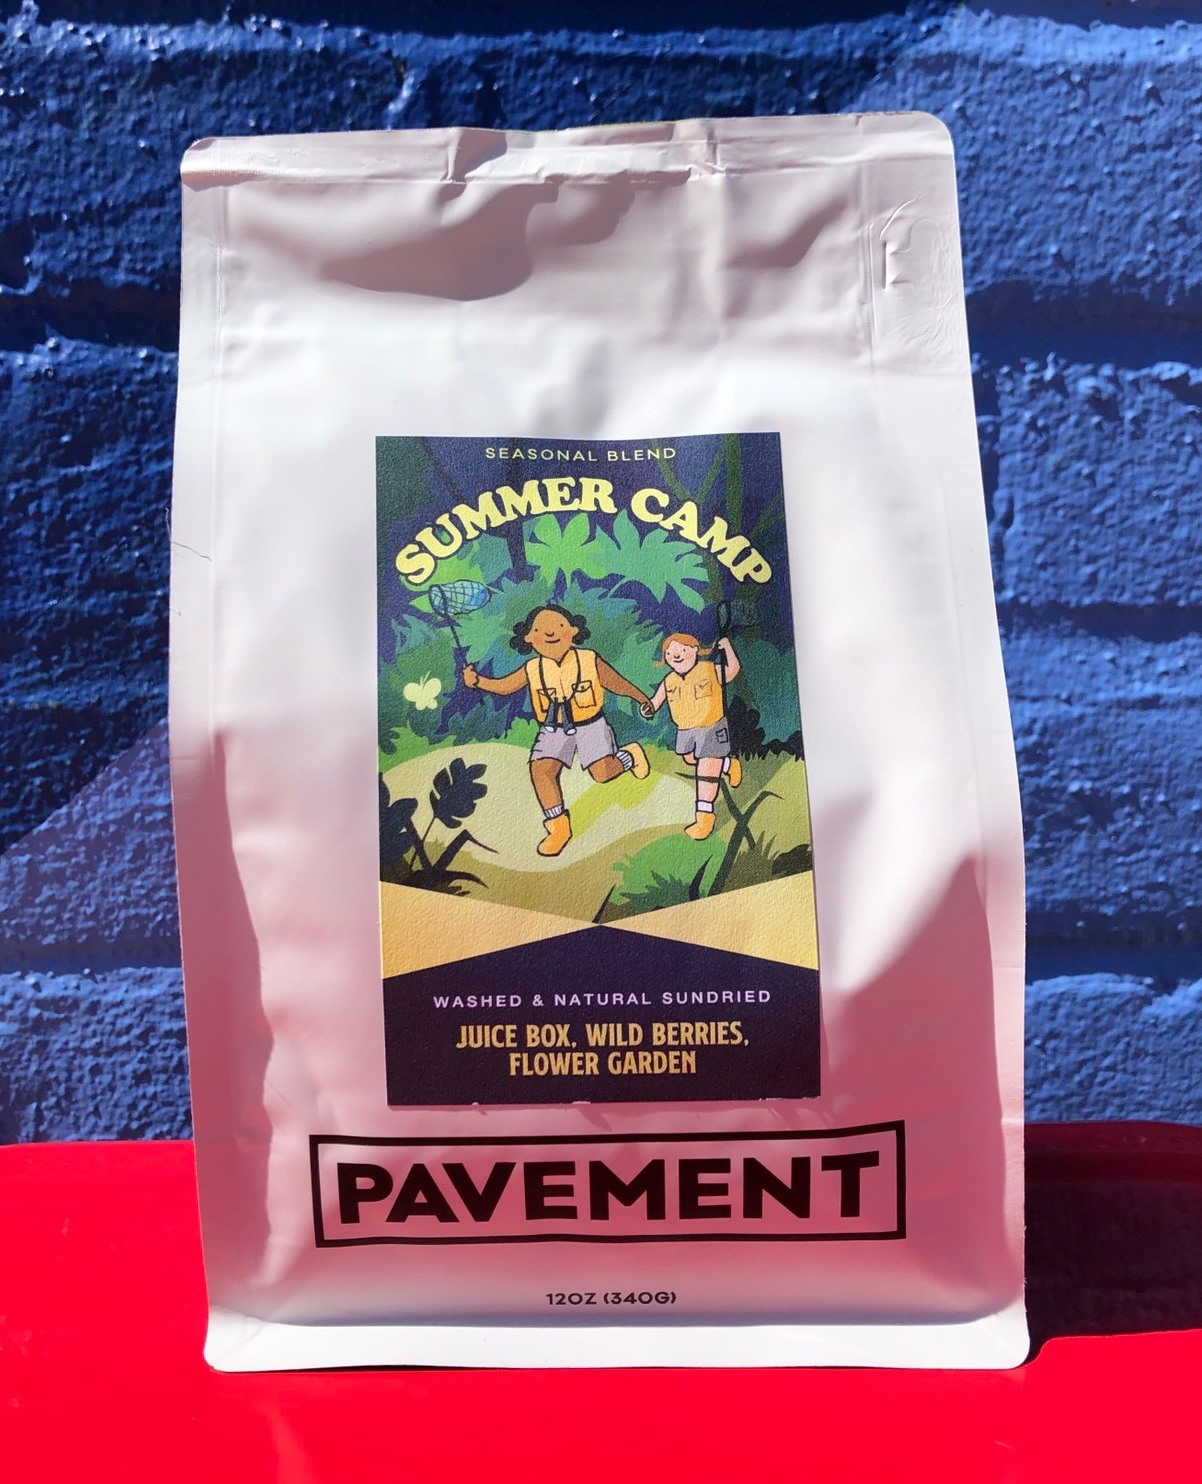 SEASONAL BLEND
SUMMER CAMP
WASHED & NATURAL SUNDRIED
JUICE BOX, WILD BERRIES,
FLOWER GARDEN
PAVEMENT
12OZ (340G)